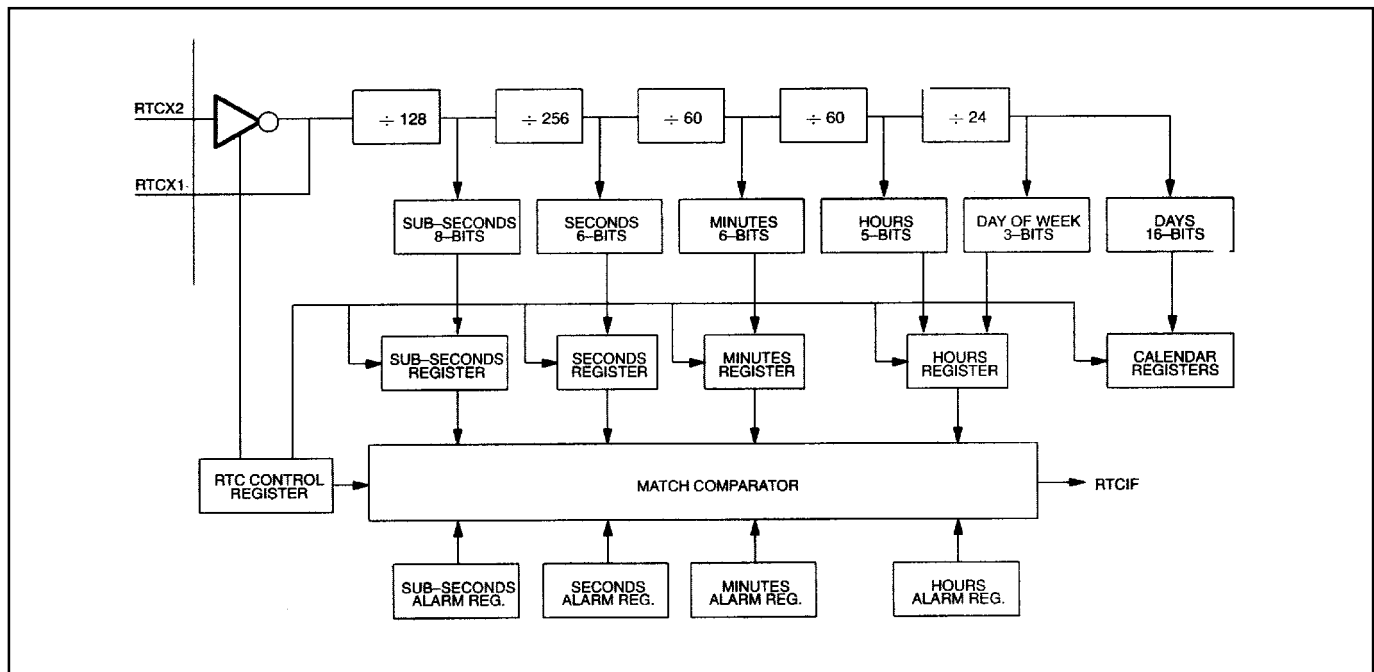 RTCX2
÷ 128
÷ 256
÷ 60
÷ 60
÷ 24
RTCX1
SUB–SECONDS
8–BITS
SECONDS
6–BITS
MINUTES
6–BITS
HOURS
5–BITS
DAY OF WEEK
3–BITS
DAYS
16–BITS
SUB–SECONDS
REGISTER
SECONDS
REGISTER
MINUTES
REGISTER
HOURS
REGISTER
CALENDAR
REGISTERS
RTC CONTROL
REGISTER
MATCH COMPARATOR
RTCIF
SUB–SECONDS
ALARM REG.
SECONDS
ALARM REG.
MINUTES
ALARM REG.
HOURS
ALARM REG.